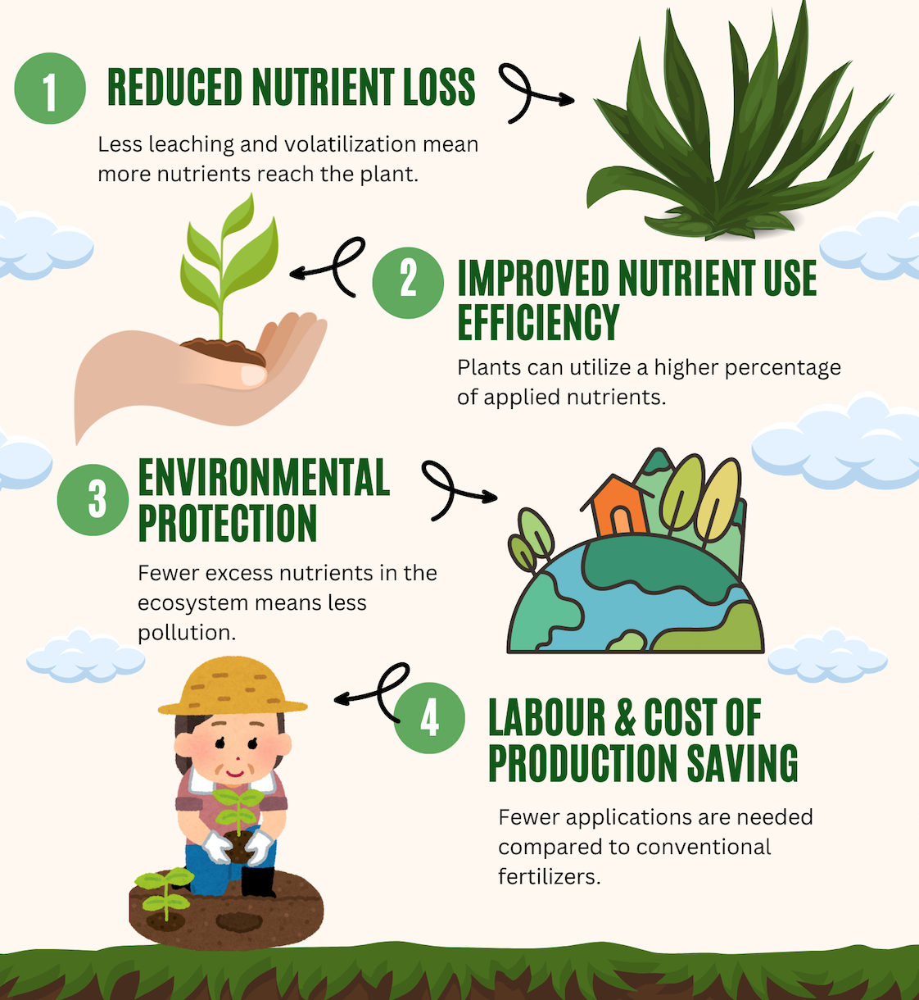 1
REDUCED NUTRIENT LOSS
Less leaching and volatilization mean
more nutrients reach the plant.
2
IMPROVED NUTRIENT USE
EFFICIENCY
Plants can utilize a higher percentage
of applied nutrients.
3
ENVIRONMENTAL
PROTECTION
Fewer excess nutrients in the
ecosystem means less
pollution.
4
LABOUR & COST OF
PRODUCTION SAVING
Fewer applications are needed
compared to conventional
fertilizers.